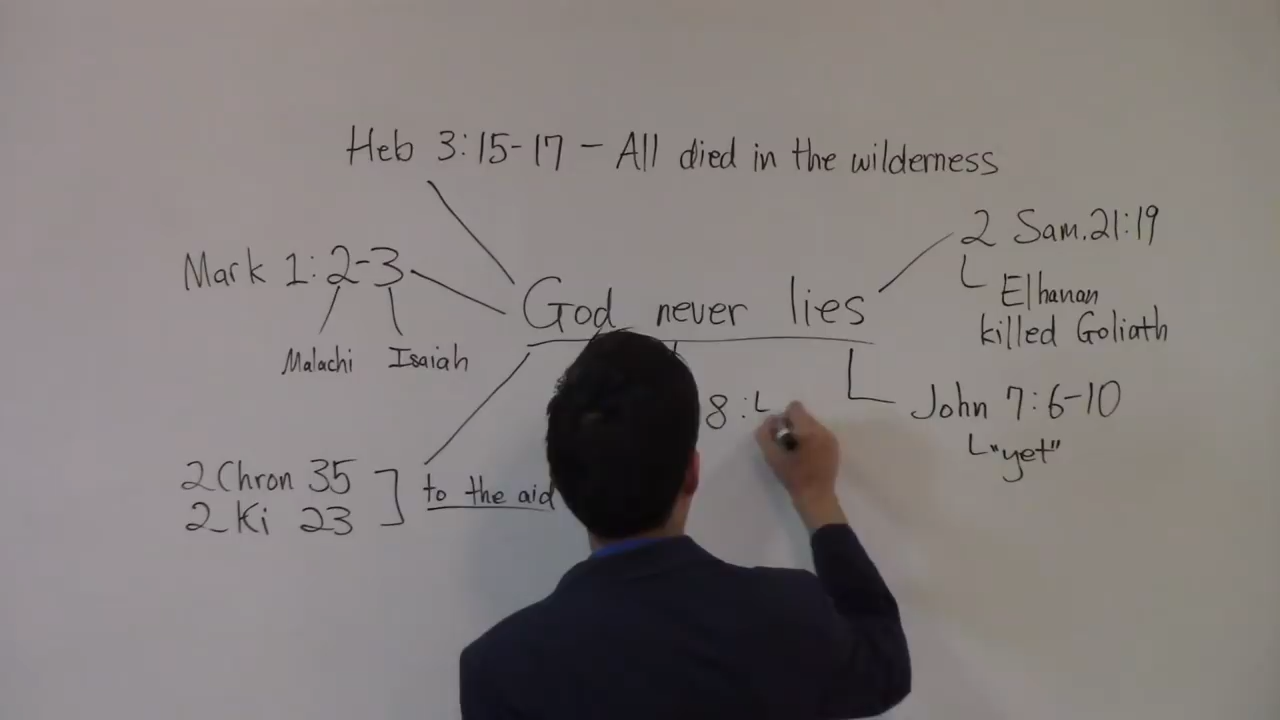 Heb 3:15-17 - All died in the wilderness
Mark 1:2-3
Malachi Isaiah
God never lies
2 Sam. 21:19
Elhanan
killed Goliath
John 7:6-10
"yet"
8:
2 Chron 35
2 Ki 23
to the aid